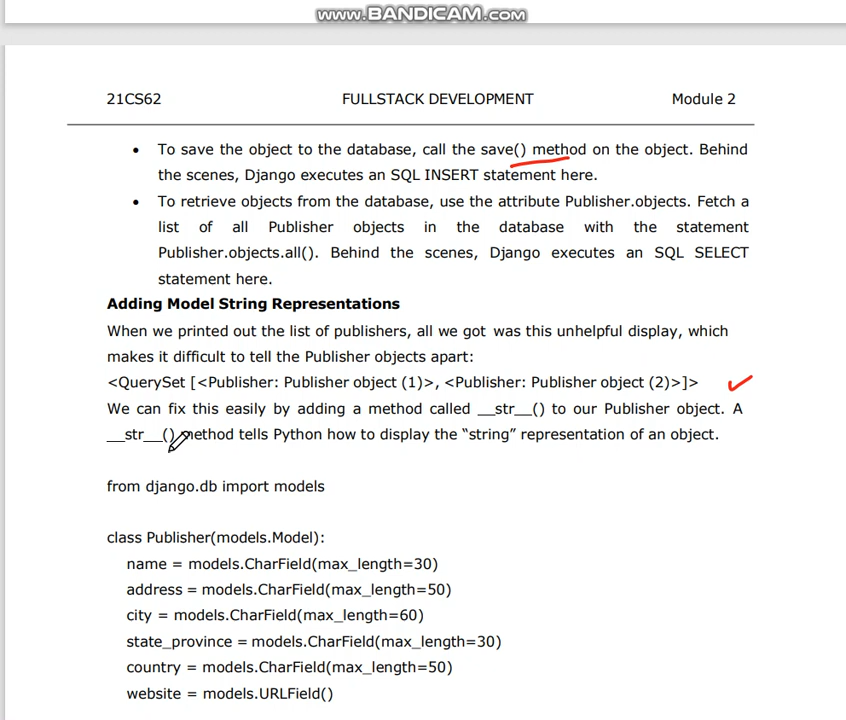 www.BANDICAM.com
21CS62 FULLSTACK DEVELOPMENT Module 2
• To save the object to the database, call the save() method on the object. Behind
the scenes, Django executes an SQL INSERT statement here.
• To retrieve objects from the database, use the attribute Publisher.objects. Fetch a
list of all Publisher objects in the database with the statement
Publisher.objects.all(). Behind the scenes, Django executes an SQL SELECT
statement here.
Adding Model String Representations
When we printed out the list of publishers, all we got was this unhelpful display, which
makes it difficult to tell the Publisher objects apart:
<QuerySet [<Publisher: Publisher object (1)>, <Publisher: Publisher object (2)>]>
We can fix this easily by adding a method called __str__() to our Publisher object. A
__str__() method tells Python how to display the “string” representation of an object.
from django.db import models
class Publisher(models.Model):
name = models.CharField(max_length=30)
address = models.CharField(max_length=50)
city = models.CharField(max_length=60)
state_province = models.CharField(max_length=30)
country = models.CharField(max_length=50)
website = models.URLField()